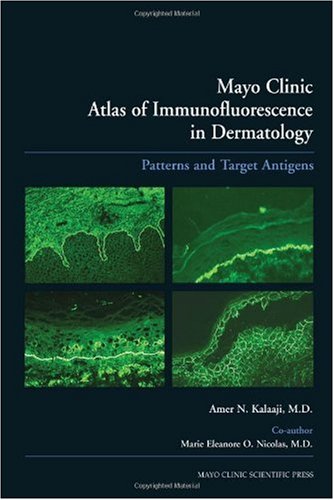 Mayo Clinic
Atlas of Immunofluorescence
in Dermatology
Patterns and Target Antigens
Amer N. Kalaaji, M.D.
Co-author
Marie Eleanore O. Nicolas, M.D.
MAYO CLINIC SCIENTIFIC PRESS